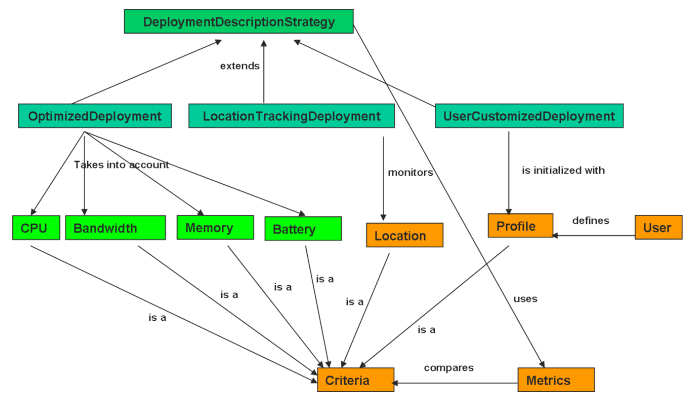 DeploymentDescriptionStrategy
extends
OptimizedDeployment
LocationTrackingDeployment
UserCustomizedDeployment
Takes into account
monitors
is initialized with
CPU
Bandwidth
Memory
Battery
Location
Profile
defines
User
is a
is a
is a
is a
is a
is a
uses
compares
Criteria
Metrics